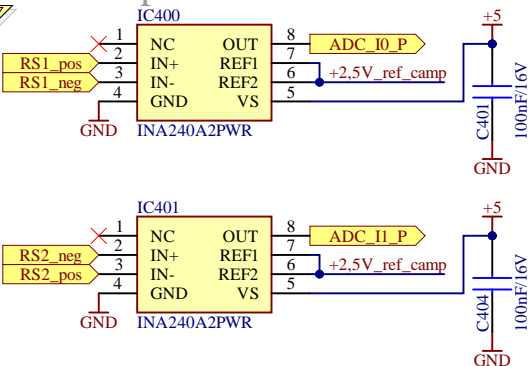 IC400
+5
1 NC OUT 8 ADC_I0_P
RS1_pos 2 IN+ REF1 7
RS1_neg 3 IN- REF2 6 +2,5V_ref_camp
4 GND VS 5
GND INA240A2PWR
C401
100nF/16V
GND
IC401
+5
1 NC OUT 8 ADC_I1_P
RS2_neg 2 IN+ REF1 7
RS2_pos 3 IN- REF2 6 +2,5V_ref_camp
4 GND VS 5
GND INA240A2PWR
C404
100nF/16V
GND